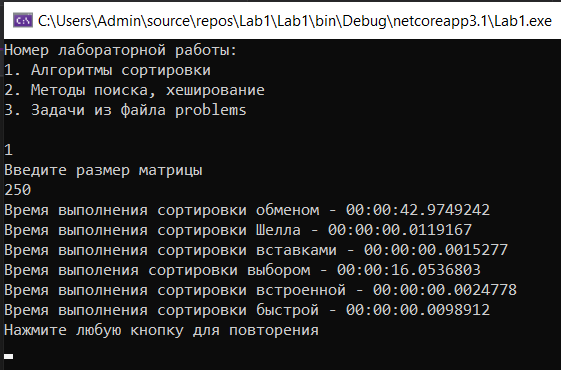 C:\Users\Admin\source\repos\Lab1\Lab1\bin\Debug\netcoreapp3.1\Lab1.exe
Номер лабораторной работы:
1. Алгоритмы сортировки
2. Методы поиска, хеширование
3. Задачи из файла problems
1
Введите размер матрицы
250
Время выполнения сортировки обменом - 00:00:42.9749242
Время выполнения сортировки Шелла - 00:00:00.0119167
Время выполнения сортировки вставками - 00:00:00.0015277
Время выполения сортировки выбором - 00:00:16.0536803
Время выполнения сортировки встроенной - 00:00:00.0024778
Время выполнения сортировки быстрой - 00:00:00.0098912
Нажмите любую кнопку для повторения